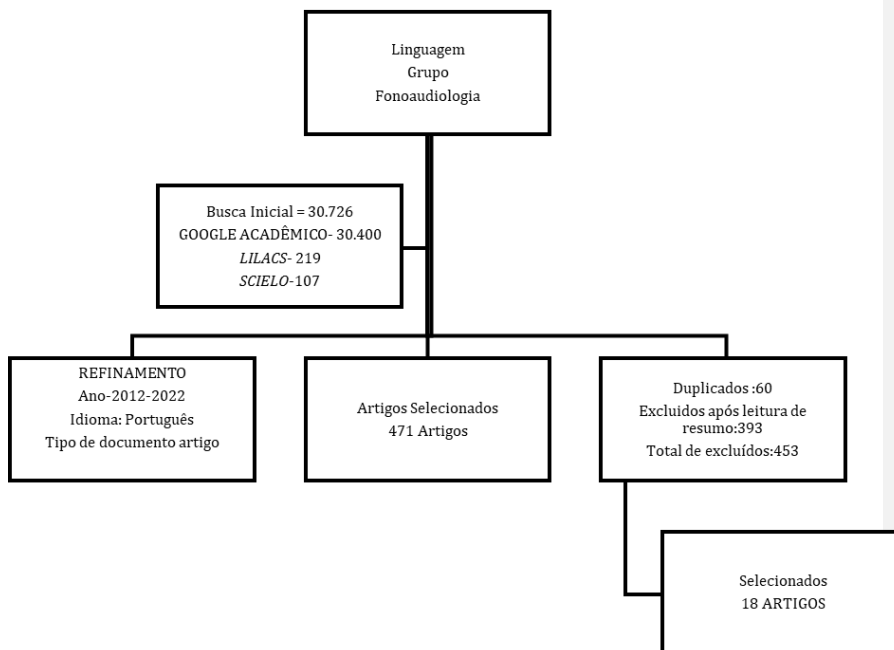 Linguagem
Grupo
Fonoaudiologia
Busca Inicial = 30.726
GOOGLE ACADÊMICO- 30.400
LILACS- 219
SCIELO-107
REFINAMENTO
Ano-2012-2022
Idioma: Português
Tipo de documento artigo
Artigos Selecionados
471 Artigos
Duplicados :60
Excluidos após leitura de
resumo:393
Total de excluídos:453
Selecionados
18 ARTIGOS